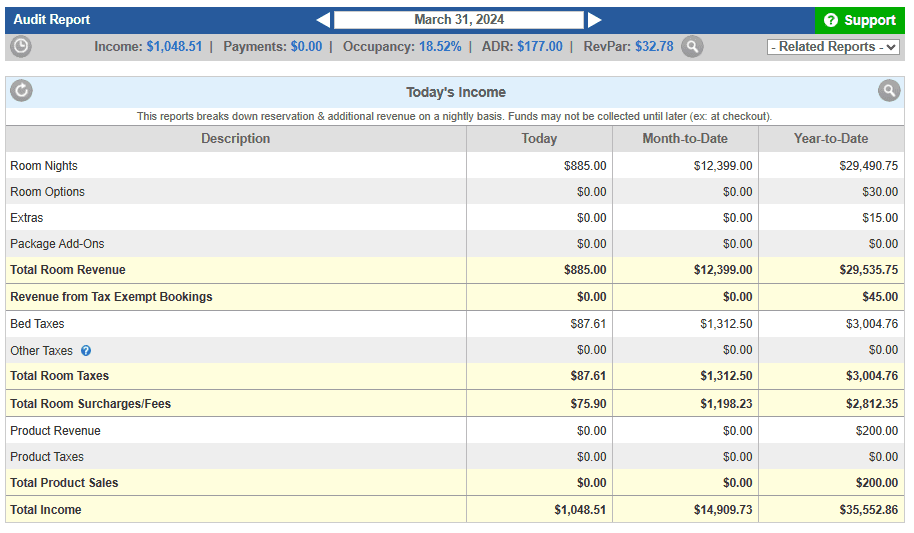 Audit Report March 31, 2024 Support
Income: $1,048.51 | Payments: $0.00 | Occupancy: 18.52% | ADR: $177.00 | RevPar: $32.78 - Related Reports -
Today's Income
This reports breaks down reservation & additional revenue on a nightly basis. Funds may not be collected until later (ex: at checkout).
Description Today Month-to-Date Year-to-Date
Room Nights $885.00 $12,399.00 $29,490.75
Room Options $0.00 $0.00 $30.00
Extras $0.00 $0.00 $15.00
Package Add-Ons $0.00 $0.00 $0.00
Total Room Revenue $885.00 $12,399.00 $29,535.75
Revenue from Tax Exempt Bookings $0.00 $0.00 $45.00
Bed Taxes $87.61 $1,312.50 $3,004.76
Other Taxes ? $0.00 $0.00 $0.00
Total Room Taxes $87.61 $1,312.50 $3,004.76
Total Room Surcharges/Fees $75.90 $1,198.23 $2,812.35
Product Revenue $0.00 $0.00 $200.00
Product Taxes $0.00 $0.00 $0.00
Total Product Sales $0.00 $0.00 $200.00
Total Income $1,048.51 $14,909.73 $35,552.86